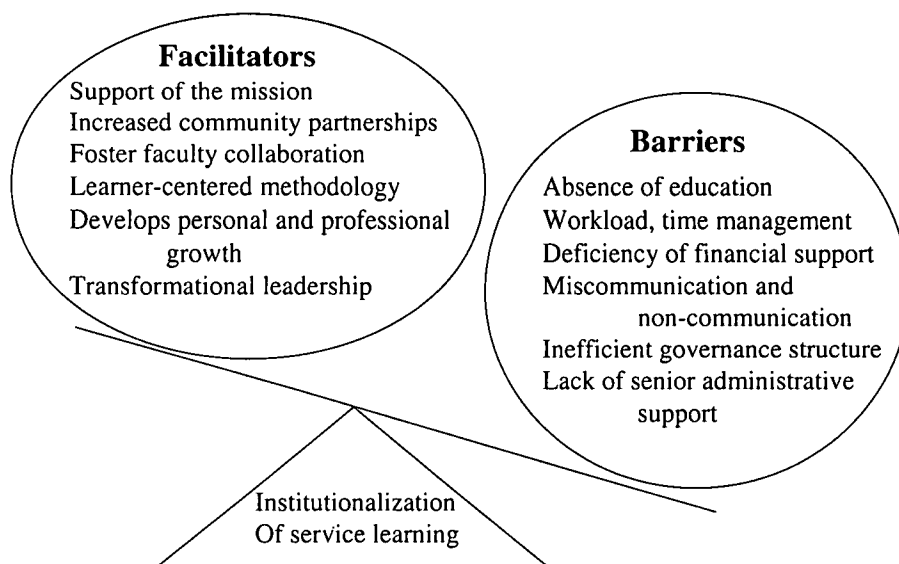 Facilitators
Support of the mission
Increased community partnerships
Foster faculty collaboration
Learner-centered methodology
Develops personal and professional
growth
Transformational leadership
Barriers
Absence of education
Workload, time management
Deficiency of financial support
Miscommunication and
non-communication
Inefficient governance structure
Lack of senior administrative
support
Institutionalization
Of service learning